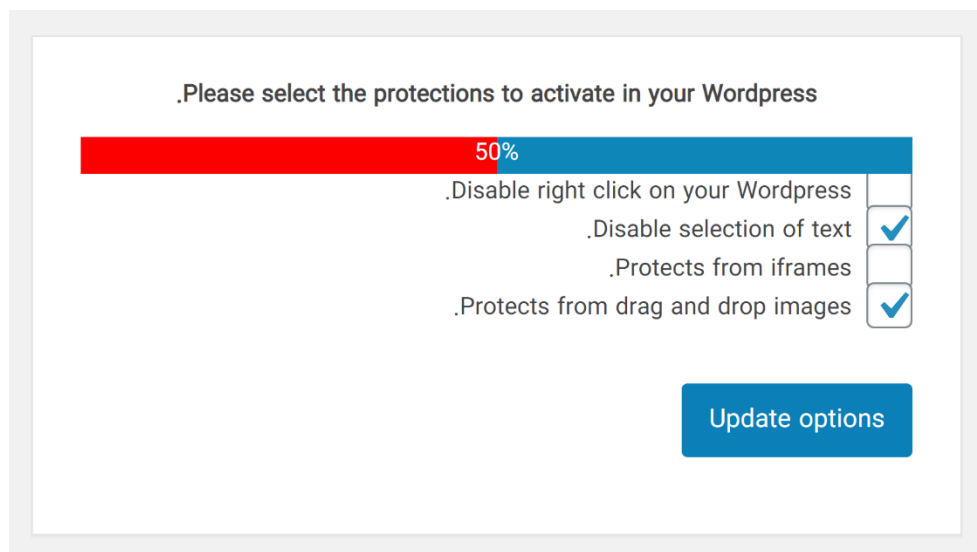 .Please select the protections to activate in your Wordpress
50%
.Disable right click on your Wordpress
.Disable selection of text
.Protects from iframes
.Protects from drag and drop images
Update options